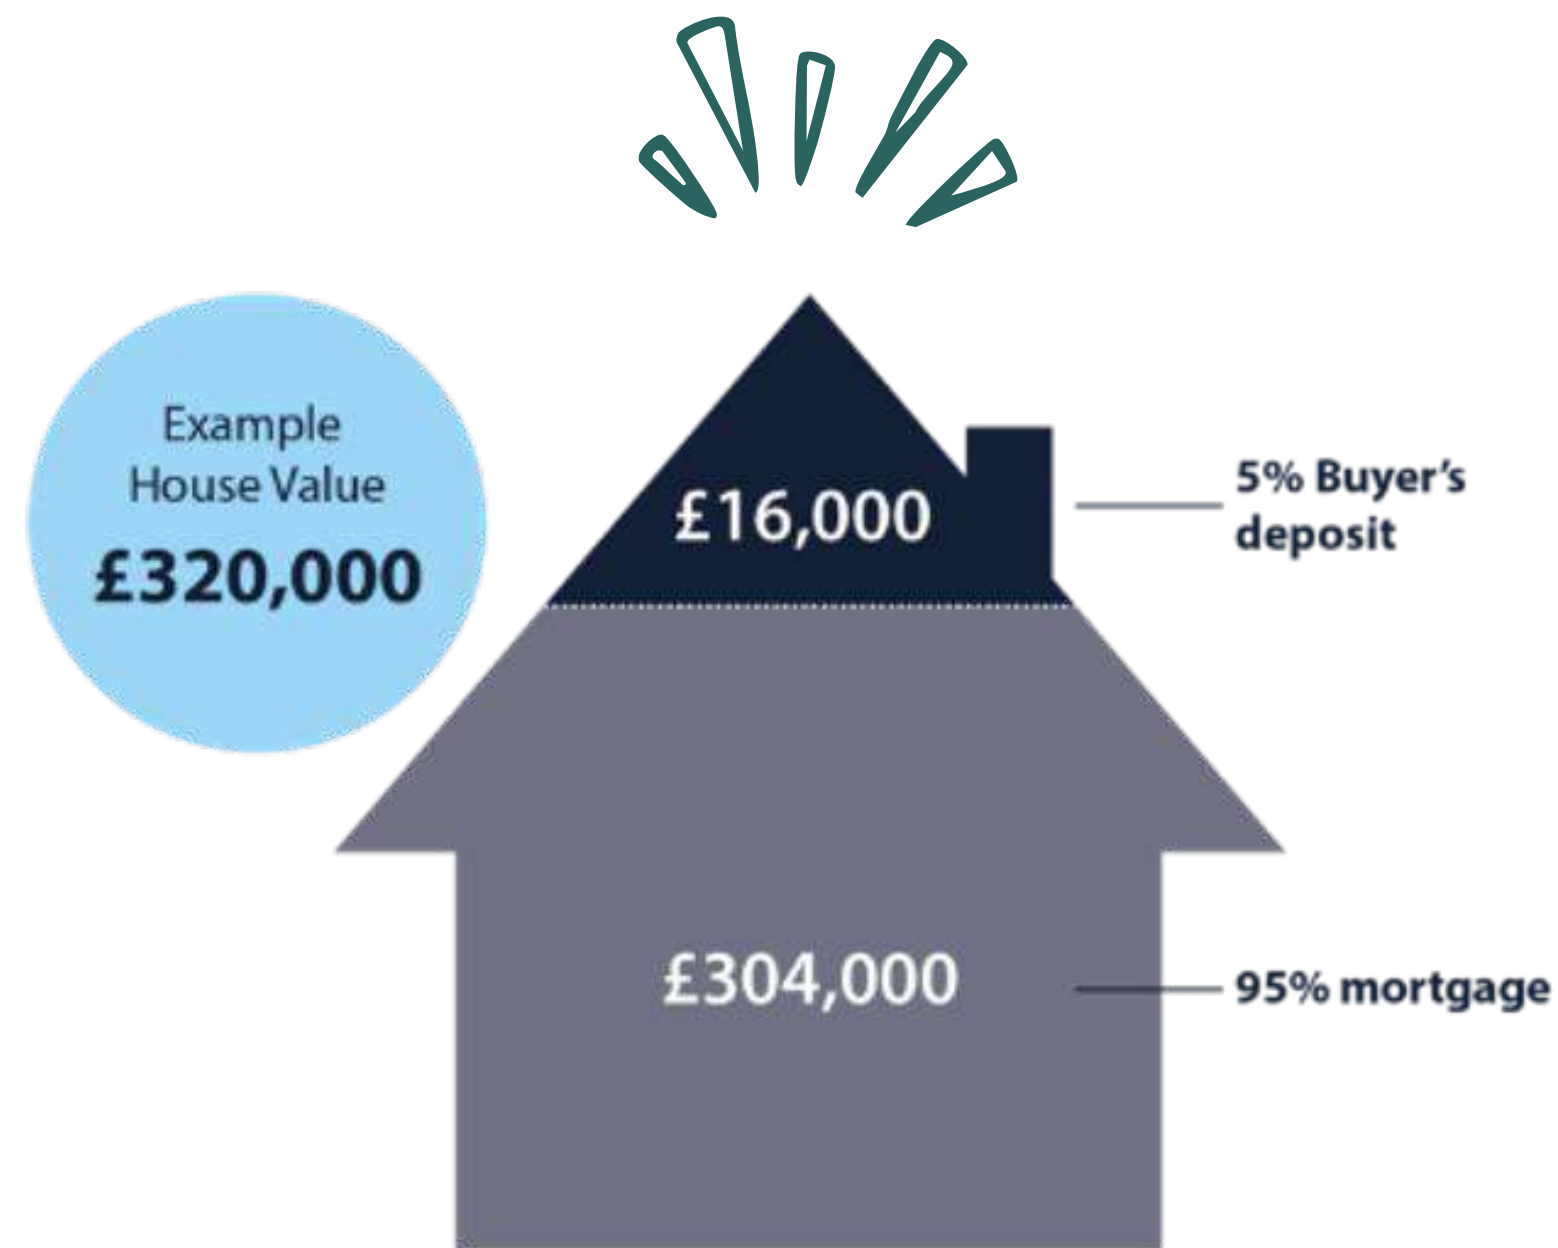 Example
House Value
£320,000
£16,000
5% Buyer’s
deposit
£304,000
95% mortgage